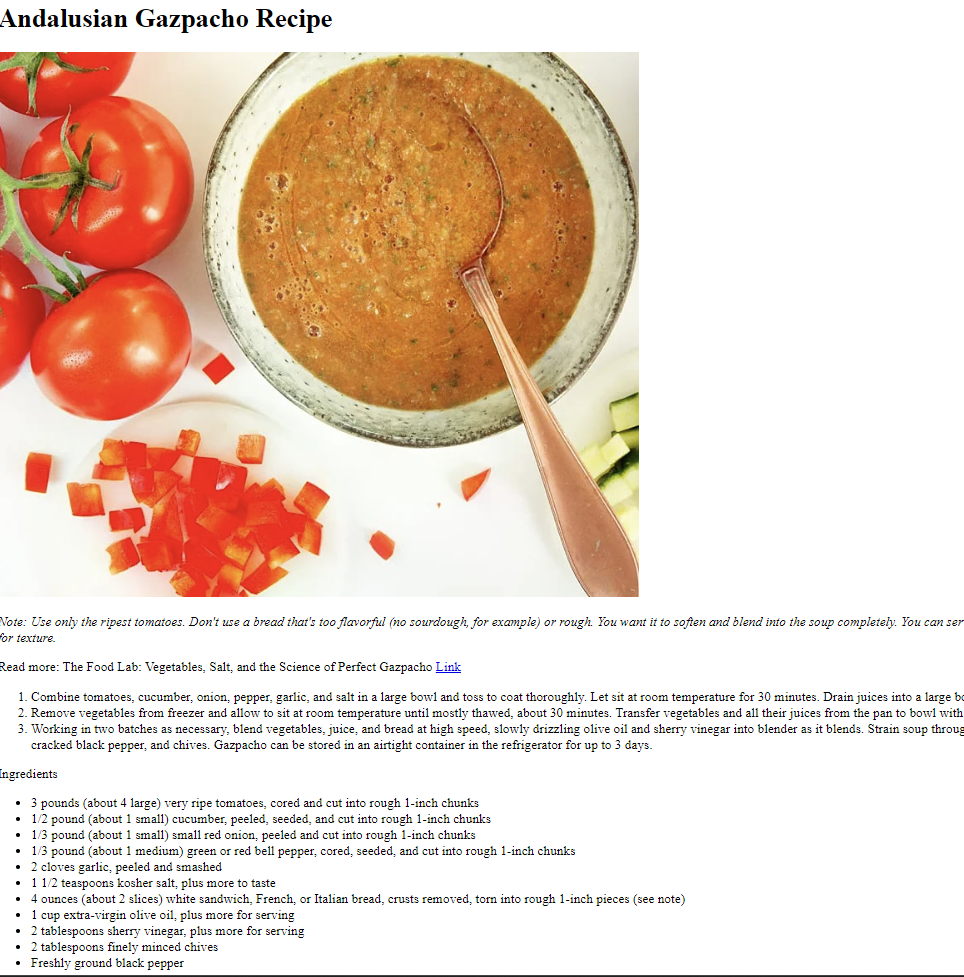 Andalusian Gazpacho Recipe
Note: Use only the ripest tomatoes. Don't use a bread that's too flavorful (no sourdough, for example) or rough. You want it to soften and blend into the soup completely. You can
for texture.
Read more: The Food Lab: Vegetables, Salt, and the Science of Perfect Gazpacho Link
1. Combine tomatoes, cucumber, onion, pepper, garlic, and salt in a large bowl and toss to coat thoroughly. Let sit at room temperature for 30 minutes. Drain juices into a large
2. Remove vegetables from freezer and allow to sit at room temperature until mostly thawed, about 30 minutes. Transfer vegetables and all their juices from the pan to bowl with
3. Working in two batches as necessary, blend vegetables, juice, and bread at high speed, slowly drizzling olive oil and sherry vinegar into blender as it blends. Strain soup
cracked black pepper, and chives. Gazpacho can be stored in an airtight container in the refrigerator for up to 3 days.
Ingredients
• 3 pounds (about 4 large) very ripe tomatoes, cored and cut into rough 1-inch chunks
• 1/2 pound (about 1 small) cucumber, peeled, seeded, and cut into rough 1-inch chunks
• 1/3 pound (about 1 small) small red onion, peeled and cut into rough 1-inch chunks
• 1/3 pound (about 1 medium) green or red bell pepper, cored, seeded, and cut into rough 1-inch chunks
• 2 cloves garlic, peeled and smashed
• 1 1/2 teaspoons kosher salt, plus more to taste
• 4 ounces (about 2 slices) white sandwich, French, or Italian bread, crusts removed, torn into rough 1-inch pieces (see note)
• 1 cup extra-virgin olive oil, plus more for serving
• 2 tablespoons sherry vinegar, plus more for serving
• 2 tablespoons finely minced chives
• Freshly ground black pepper